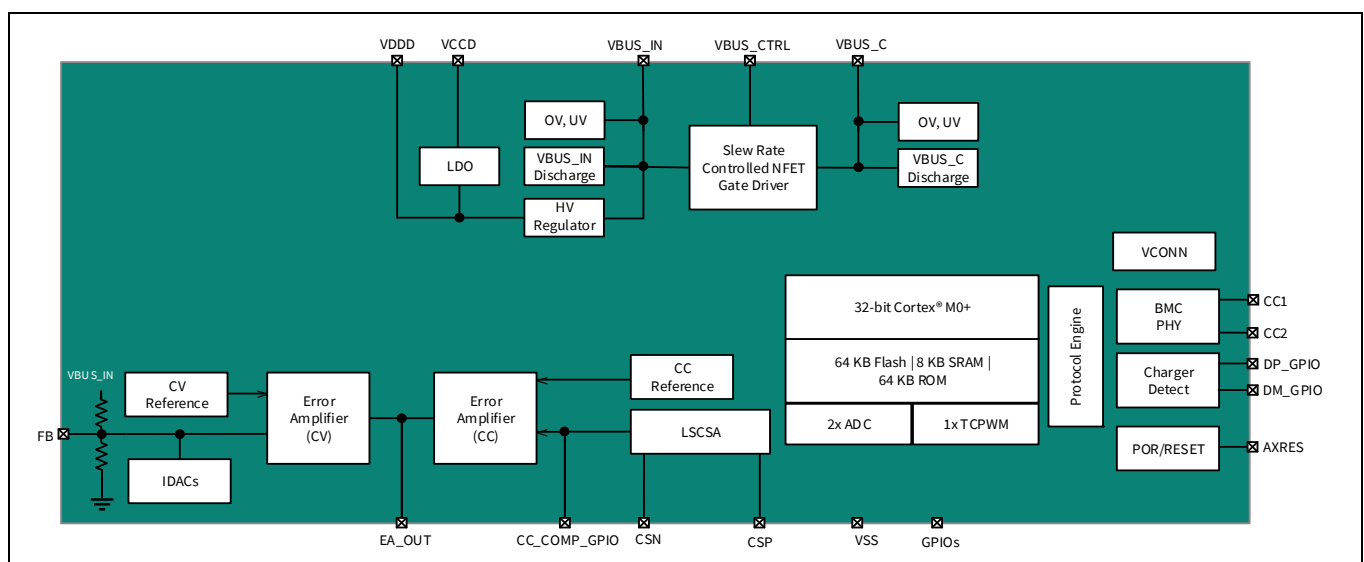 VDDD
VCCD
VBUS_IN
VBUS_CTRL
VBUS_C
OV, UV
OV, UV
LDO
VBUS_IN
Discharge
Slew Rate
Controlled NFET
Gate Driver
VBUS_C
Discharge
HV
Regulator
VCONN
32-bit Cortex® M0+
Protocol Engine
BMC
PHY
CC1
CC2
64 KB Flash | 8 KB SRAM |
64 KB ROM
Charger
Detect
DP_GPIO
DM_GPIO
2x ADC
1x TCPWM
POR/RESET
AXRES
VBUS_IN
CV
Reference
Error
Amplifier
(CV)
Error
Amplifier
(CC)
CC
Reference
LSCSA
FB
IDACs
EA_OUT
CC_COMP_GPIO
CSN
CSP
VSS
GPIOs